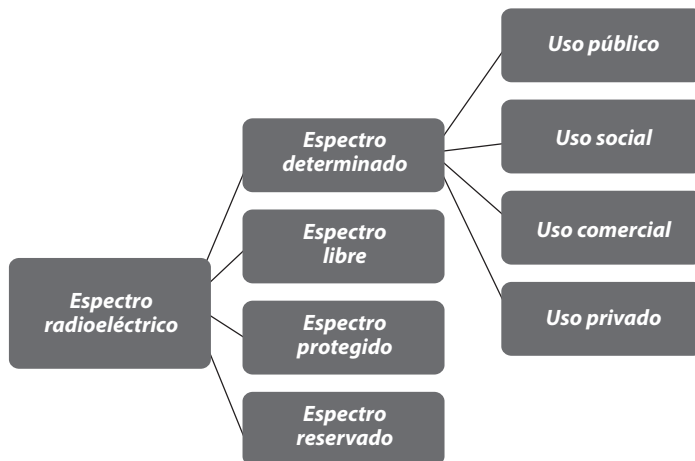 Espectro
radioeléctrico
Espectro
determinado
Espectro
libre
Espectro
protegido
Espectro
reservado
Uso público
Uso social
Uso comercial
Uso privado